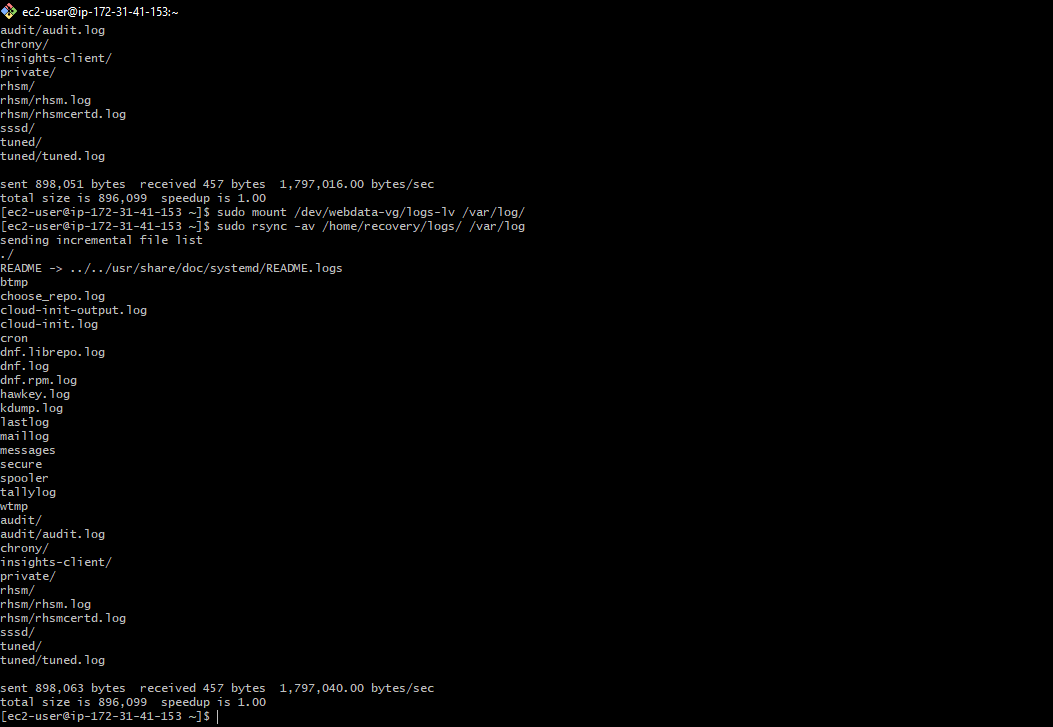 ec2-user@ip-172-31-41-153:~
audit/audit.log
chrony/
insights-client/
private/
rhsm/
rhsm/rhsm.log
rhsm/rhsmcertd.log
sssd/
tuned/
tuned/tuned.log
sent 898,051 bytes  received 457 bytes  1,797,016.00 bytes/sec
total size is 896,099  speedup is 1.00
[ec2-user@ip-172-31-41-153 ~]$ sudo mount /dev/webdata-vg/logs-lv /var/log/
[ec2-user@ip-172-31-41-153 ~]$ sudo rsync -av /home/recovery/logs/ /var/log
sending incremental file list
./
README -> ../../usr/share/doc/systemd/README.logs
btmp
choose_repo.log
cloud-init-output.log
cloud-init.log
cron
dnf.librepo.log
dnf.log
dnf.rpm.log
hawkey.log
kdump.log
lastlog
maillog
messages
secure
spooler
tallylog
wtmp
audit/
audit/audit.log
chrony/
insights-client/
private/
rhsm/
rhsm/rhsm.log
rhsm/rhsmcertd.log
sssd/
tuned/
tuned/tuned.log
sent 898,063 bytes  received 457 bytes  1,797,040.00 bytes/sec
total size is 896,099  speedup is 1.00
[ec2-user@ip-172-31-41-153 ~]$